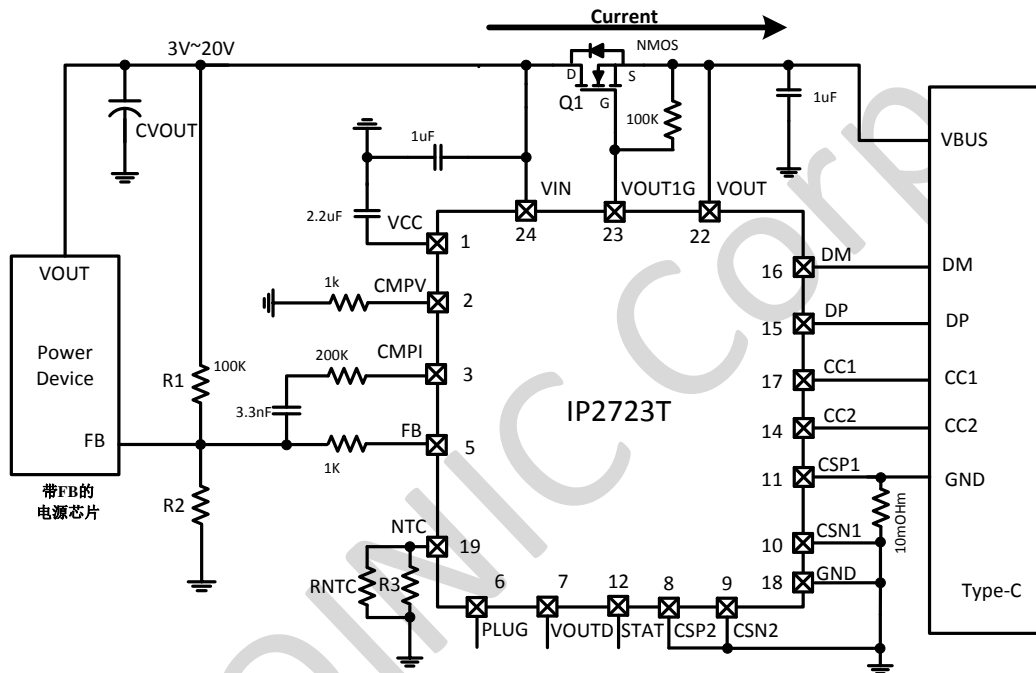 Current
3V~20V
NMOS
D
S
Q1
G
1uF
CVOUT
100K
1uF
VBUS
VIN
VOUT1G
VOUT
2.2uF
VCC
24
23
22
1
VOUT
DM
16
DM
CMPV
1k
2
DP
15
DP
Power
Device
CMPI
200K
3
R1
100K
CC1
17
CC1
3.3nF
IP2723T
FB
FB
5
CC2
14
CC2
1K
CSP1
11
GND
带FB的
电源芯片
R2
10mOHm
NTC
19
10
CSN1
RNTC
R3
6
7
12
8
9
18
GND
Type-C
PLUG
VOUTD
STAT
CSP2
CSN2
OINIC Corp